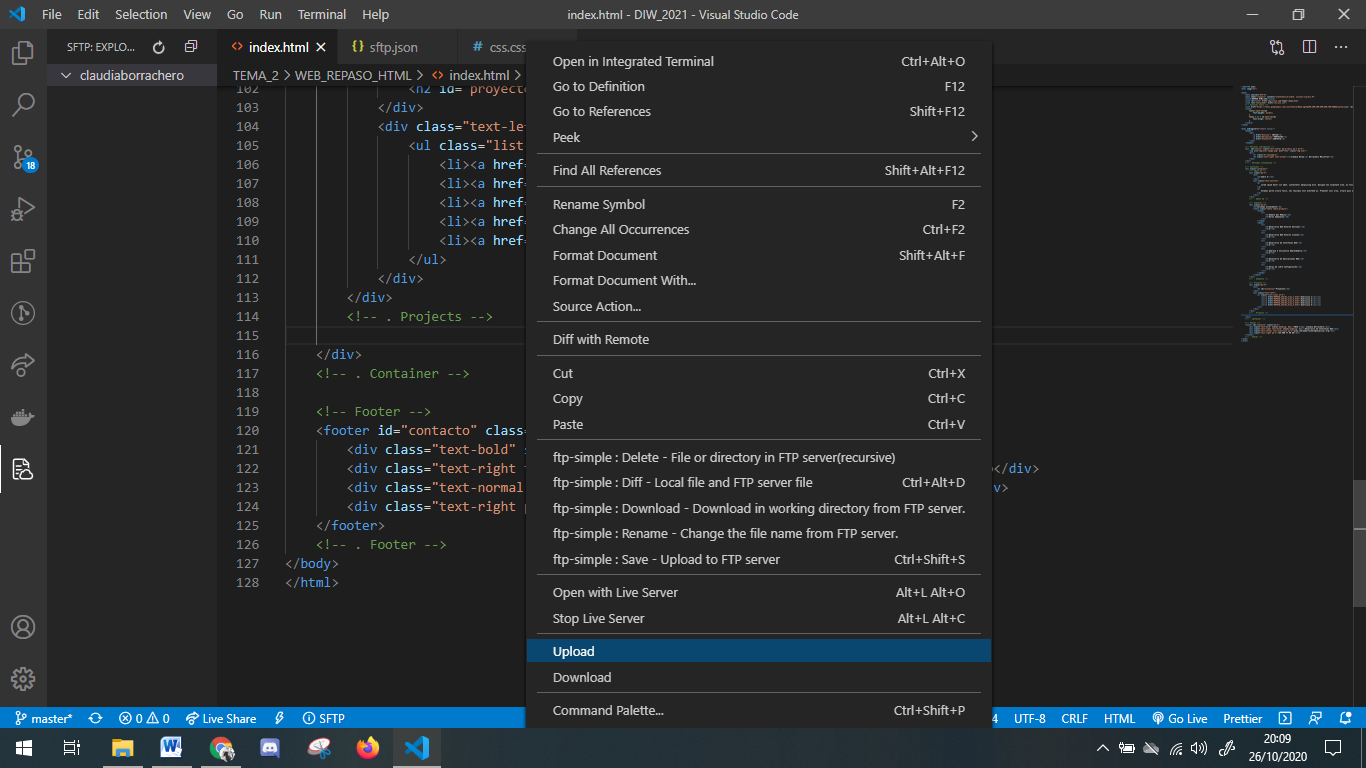 File Edit Selection View Go Run Terminal Help index.html - DIW_2021 - Visual Studio Code
SFTP: EXPLO... index.html sftp.json css.css
claudiaborrachero
TEMA_2 > WEB_REPASO_HTML > index.html >
102 <h2 id="proyecto
103 </div>
104 <div class="text-le
105 <ul class="list
106 <li><a href=
107 <li><a href=
108 <li><a href=
109 <li><a href=
110 <li><a href=
111 </ul>
112 </div>
113 </div>
114 <!-- . Projects -->
115
116 </div>
117 <!-- . Container -->
118
119 <!-- Footer -->
120 <footer id="contacto" class=
121 <div class="text-bold"
122 <div class="text-right </div>
123 <div class="text-normal v>
124 <div class="text-right
125 </footer>
126 <!-- . Footer -->
127 </body>
128 </html>
Open in Integrated Terminal Ctrl+Alt+O
Go to Definition F12
Go to References Shift+F12
Peek
Find All References Shift+Alt+F12
Rename Symbol F2
Change All Occurrences Ctrl+F2
Format Document Shift+Alt+F
Format Document With...
Source Action...
Diff with Remote
Cut Ctrl+X
Copy Ctrl+C
Paste Ctrl+V
ftp-simple : Delete - File or directory in FTP server(recursive)
ftp-simple : Diff - Local file and FTP server file Ctrl+Alt+D
ftp-simple : Download - Download in working directory from FTP server.
ftp-simple : Rename - Change the file name from FTP server.
ftp-simple : Save - Upload to FTP server Ctrl+Shift+S
Open with Live Server Alt+L Alt+O
Stop Live Server Alt+L Alt+C
Upload
Download
Command Palette... Ctrl+Shift+P
18
master* 0 0 Live Share SFTP 4 UTF-8 CRLF HTML Go Live Prettier
20:09
26/10/2020